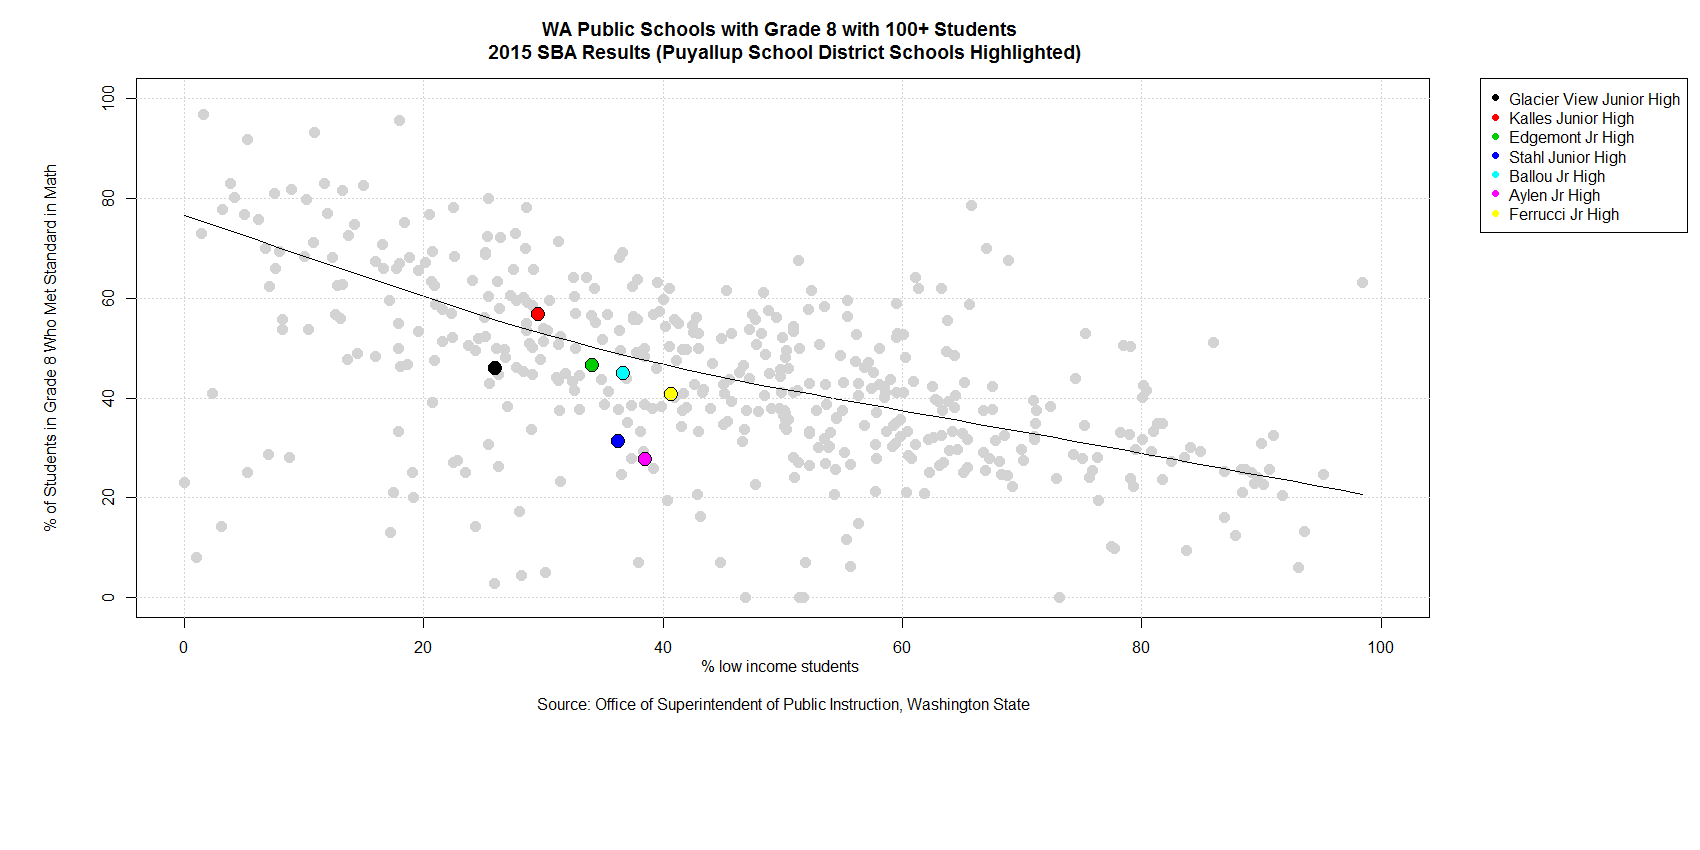 WA Public Schools with Grade 8 with 100+ Students
2015 SBA Results (Puyallup School District Schools Highlighted)
% of Students in Grade 8 Who Met Standard in Math
100
80
60
40
20
0
0 20 40 60 80 100
% low income students
Source: Office of Superintendent of Public Instruction, Washington State
Glacier View Junior High
Kalles Junior High
Edgemont Jr High
Stahl Junior High
Ballou Jr High
Aylen Jr High
Ferrucci Jr High